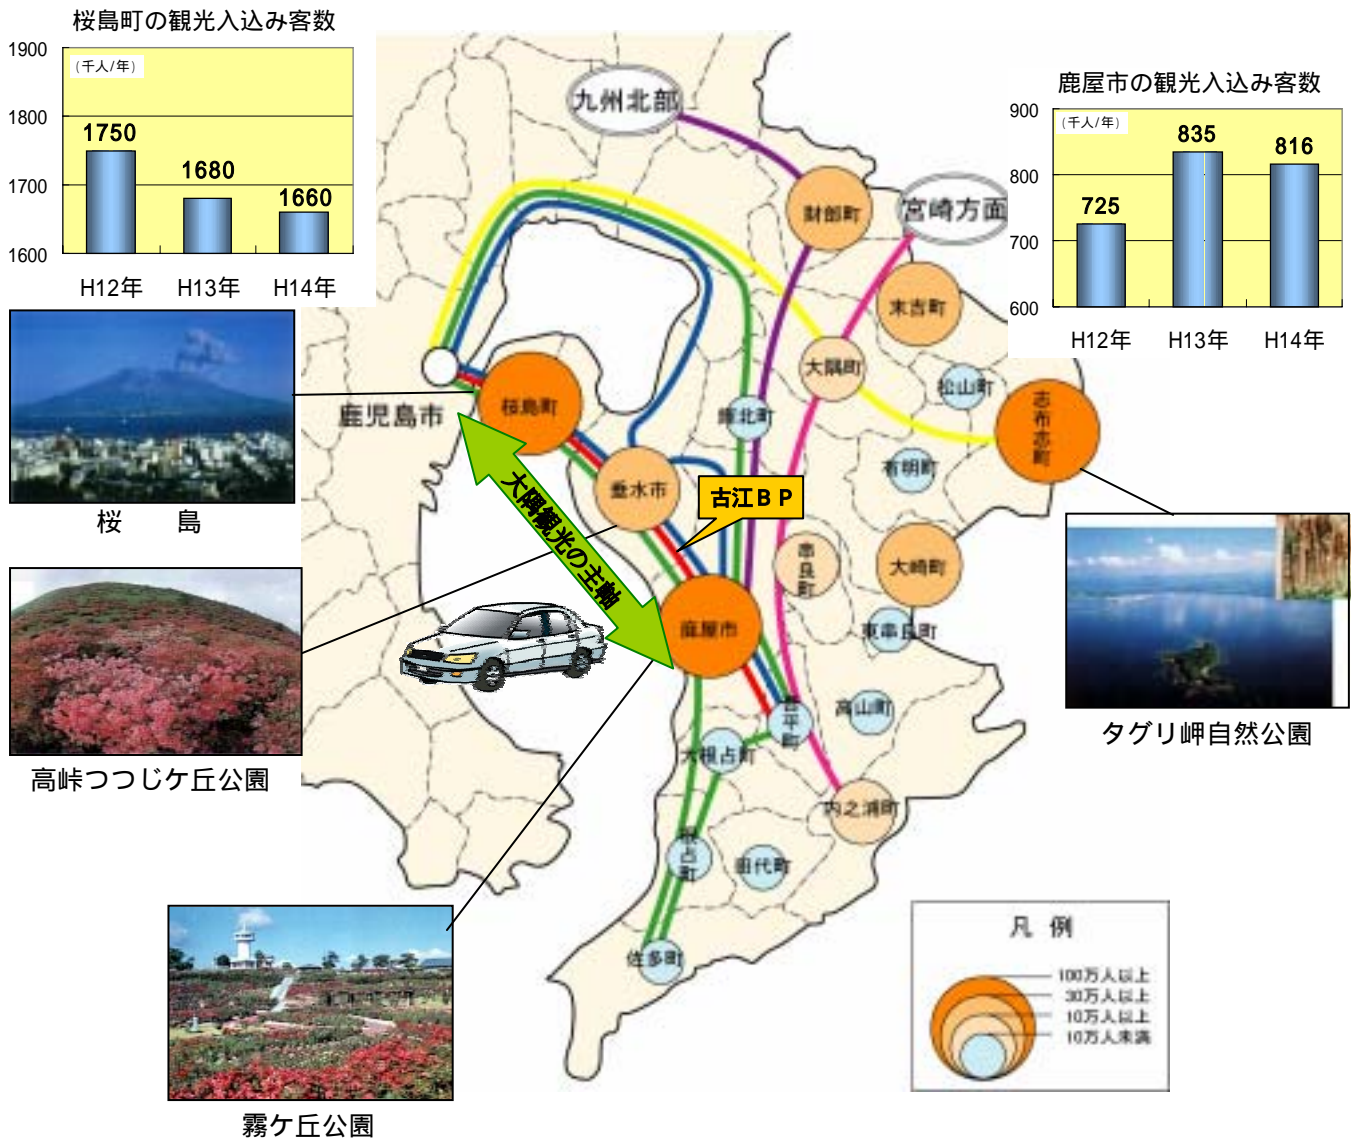 桜島町の観光入込み客数
1900
(千人/年)
1800
1750
1700
1680
1660
1600
H12年
H13年
H14年
鹿屋市の観光入込み客数
900
(千人/年)
835
816
800
725
700
600
H12年
H13年
H14年
九州北部
財部町
宮崎方面
末吉町
大隅町
松山町
志布志町
鹿児島市
桜島町
輝北町
有明町
垂水市
古江BP
大隅観光の主軸
串良町
大崎町
鹿屋市
東串良町
吾平町
高山町
大根占町
内之浦町
根占町
田代町
佐多町
桜 島
高峠つつじケ丘公園
霧ケ丘公園
タグリ岬自然公園
凡 例
100万人以上
30万人以上
10万人以上
10万人未満